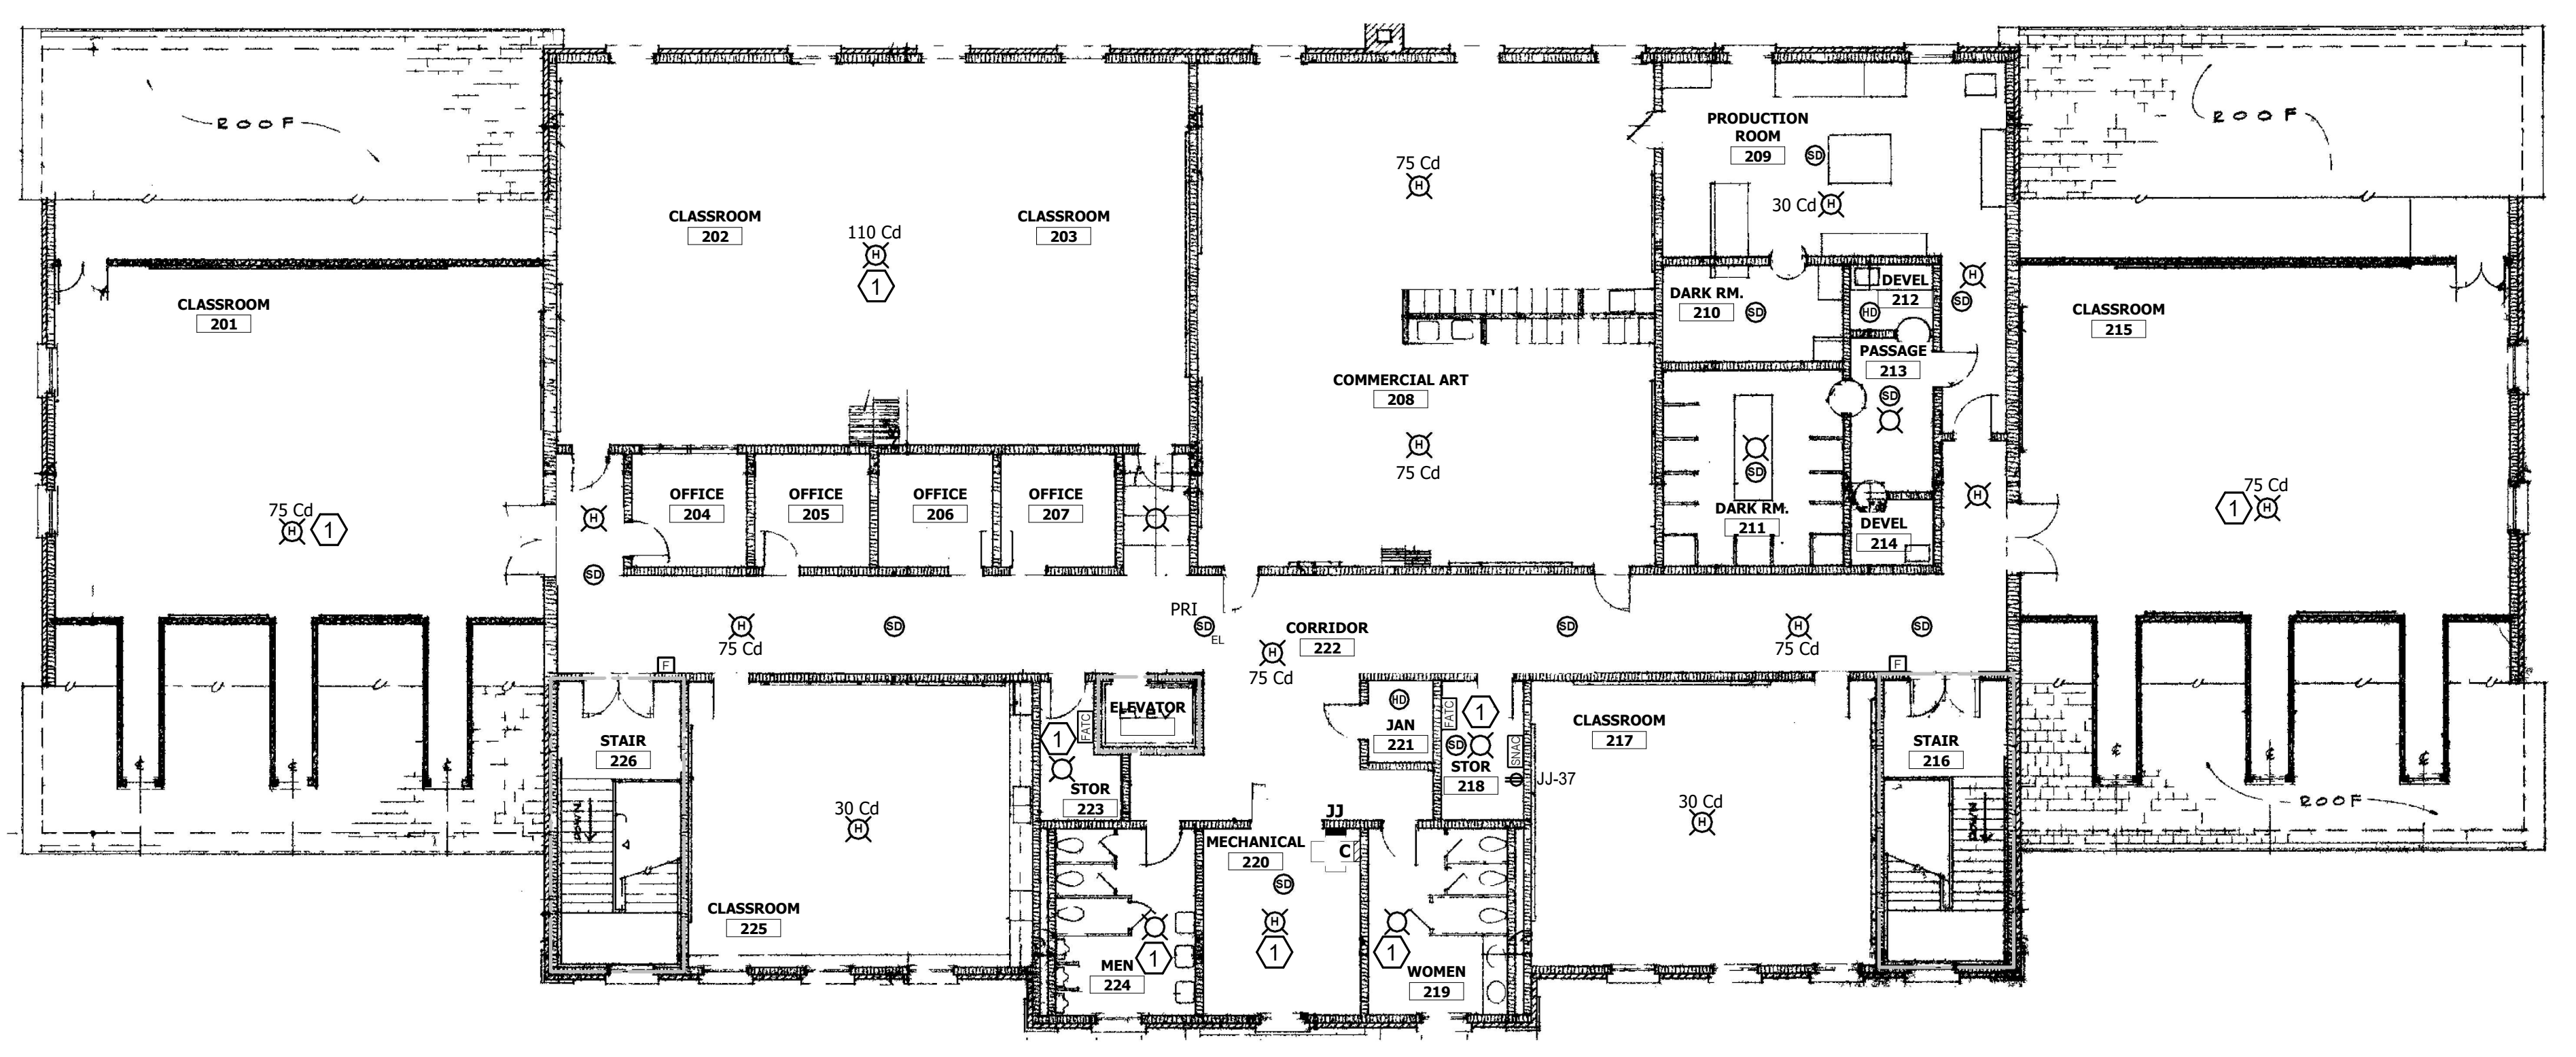 ROOF
ROOF
PRODUCTION
ROOM
209
SD
75 Cd
H
30 Cd
H
CLASSROOM
202
CLASSROOM
203
110 Cd
H
1
CLASSROOM
201
DARK RM.
210
SD
DEVEL
212
HD
H
SD
CLASSROOM
215
PASSAGE
213
SD
COMMERCIAL ART
208
H
75 Cd
SD
DARK RM.
211
DEVEL
214
H
75 Cd
1
H
75 Cd
H
1
OFFICE
204
OFFICE
205
OFFICE
206
OFFICE
207
H
SD
H
75 Cd
SD
PRI
SD
EL
CORRIDOR
222
H
75 Cd
SD
H
75 Cd
SD
F
F
STAIR
226
DOWN
ELEVATOR
FATC
1
STOR
223
HD
JAN
221
FATC
1
SD
STOR
218
SNAC
JJ-37
CLASSROOM
217
STAIR
216
DOWN
30 Cd
H
CLASSROOM
225
30 Cd
H
JJ
C
MECHANICAL
220
SD
H
1
MEN
224
1
1
WOMEN
219
ROOF